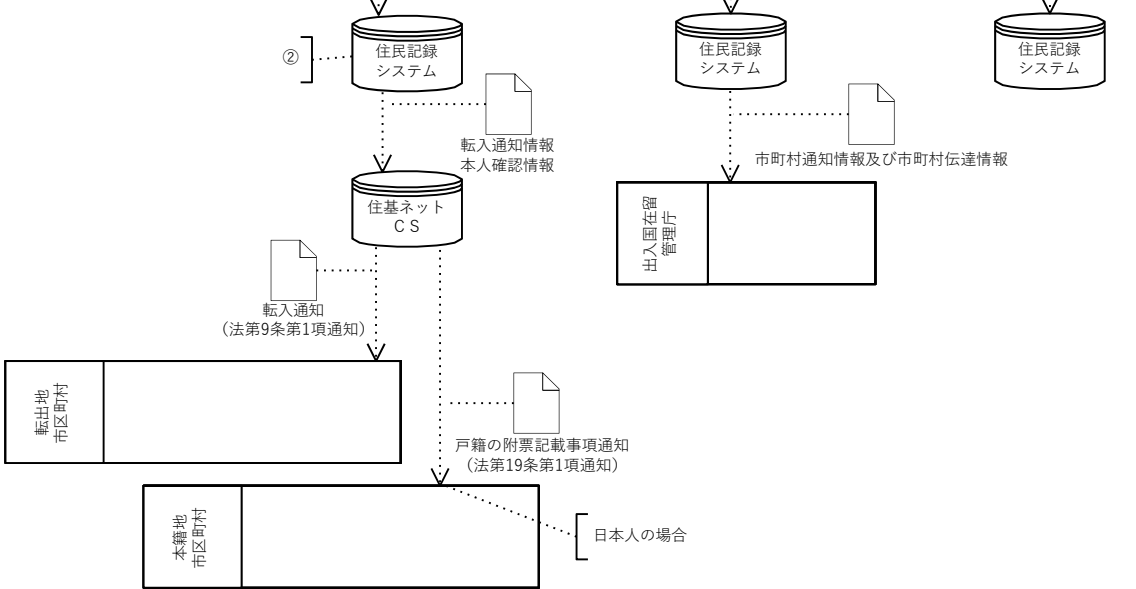 ②
住民記録
システム
住民記録
システム
住民記録
システム
転入通知情報
本人確認情報
市町村通知情報及び市町村伝達情報
住基ネット
ＣＳ
出入国在留
管理庁
転入通知
（法第9条第1項通知）
転出地
市区町村
戸籍の附票記載事項通知
（法第19条第1項通知）
本籍地
市区町村
日本人の場合